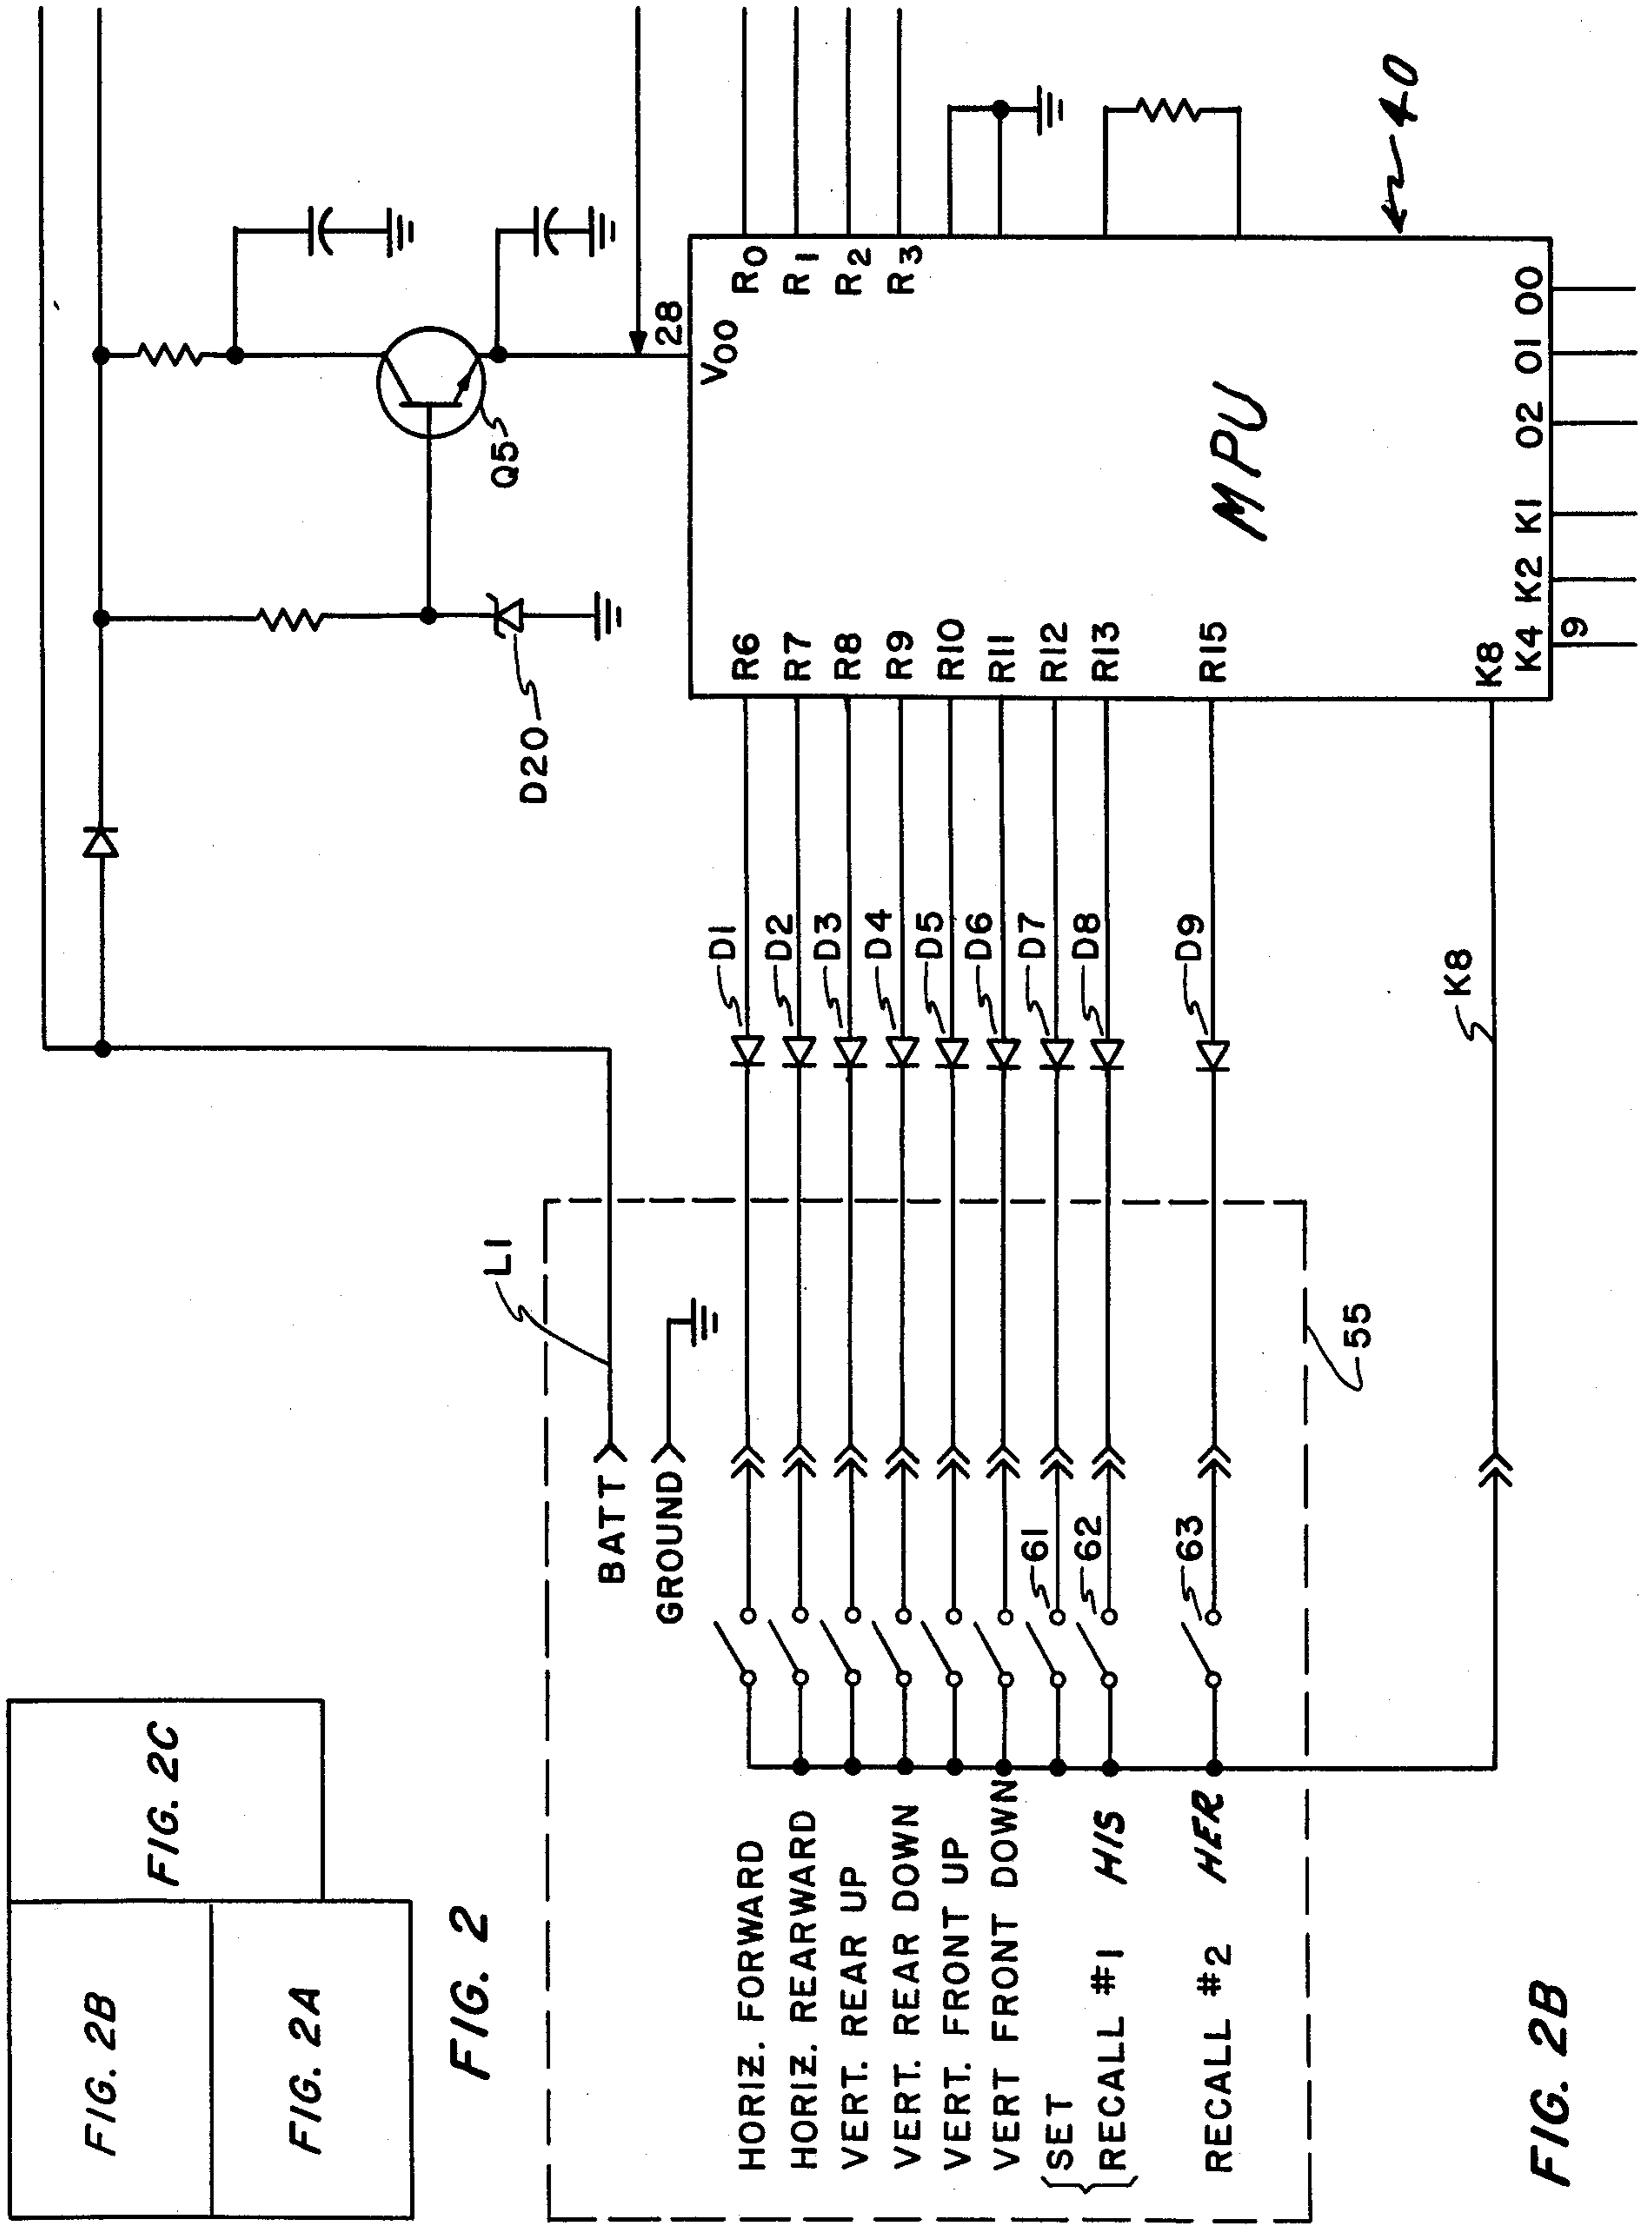 FIG. 2B
FIG. 2A
FIG. 2C
FIG. 2
L1
BATT
GROUND
D20
Q5
28
V00
HORIZ. FORWARD
HORIZ. REARWARD
VERT. REAR UP
VERT. REAR DOWN
VERT. FRONT UP
VERT FRONT DOWN
SET
RECALL #1 HIS
RECALL #2 HER
61
62
63
55
D1
D2
D3
D4
D5
D6
D7
D8
D9
K8
R6
R7
R8
R9
R10
R11
R12
R13
R15
K8
R0
R1
R2
R3
MPU
40
K4
K2
K1
02
01
00
9
FIG. 2B